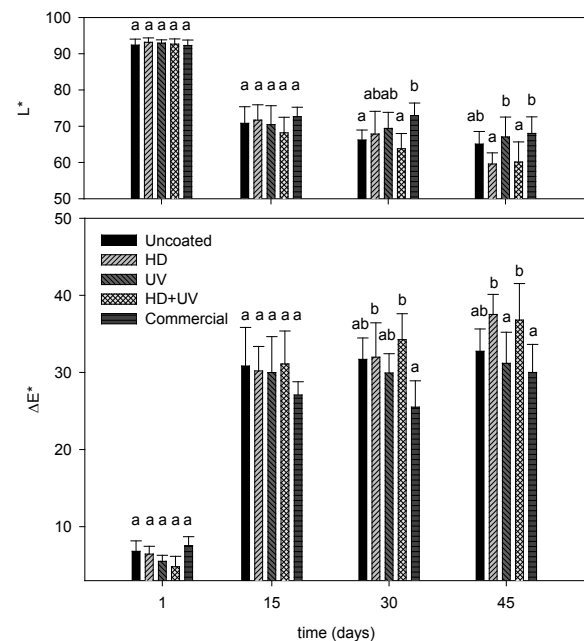 100
a a a a a
90
L*
80
a a a a a
abab
b
ab
b
b
70
a
a
a
a
60
50
50
Uncoated
HD
UV
HD+UV
Commercial
40
b
b
ab
a
a
b
b
ab
ab
a
a a a a a
30
ΔE*
20
10
a a a a a
1
15
30
45
time (days)